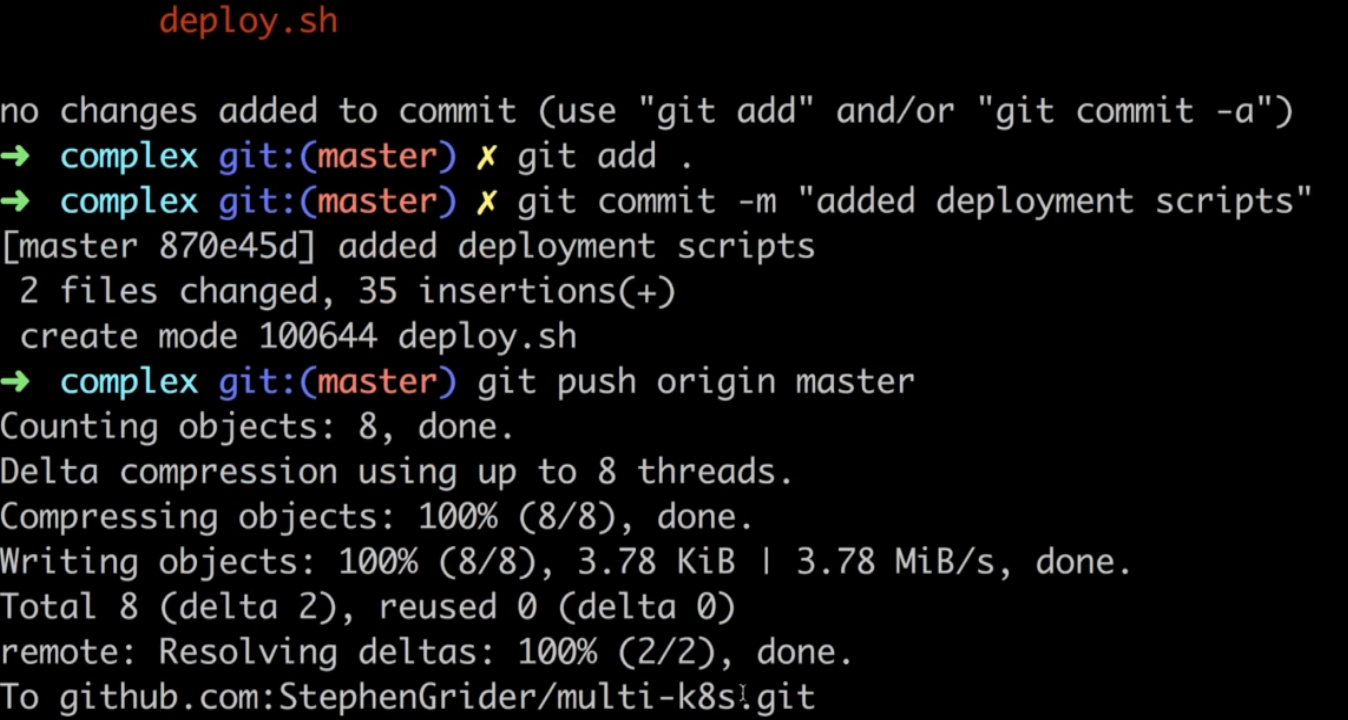 deploy.sh
no changes added to commit (use "git add" and/or "git commit -a")
➜ complex git:(master) ✗ git add .
➜ complex git:(master) ✗ git commit -m "added deployment scripts"
[master 870e45d] added deployment scripts
2 files changed, 35 insertions(+)
create mode 100644 deploy.sh
➜ complex git:(master) git push origin master
Counting objects: 8, done.
Delta compression using up to 8 threads.
Compressing objects: 100% (8/8), done.
Writing objects: 100% (8/8), 3.78 KiB | 3.78 MiB/s, done.
Total 8 (delta 2), reused 0 (delta 0)
remote: Resolving deltas: 100% (2/2), done.
To github.com:StephenGrider/multi-k8s.git